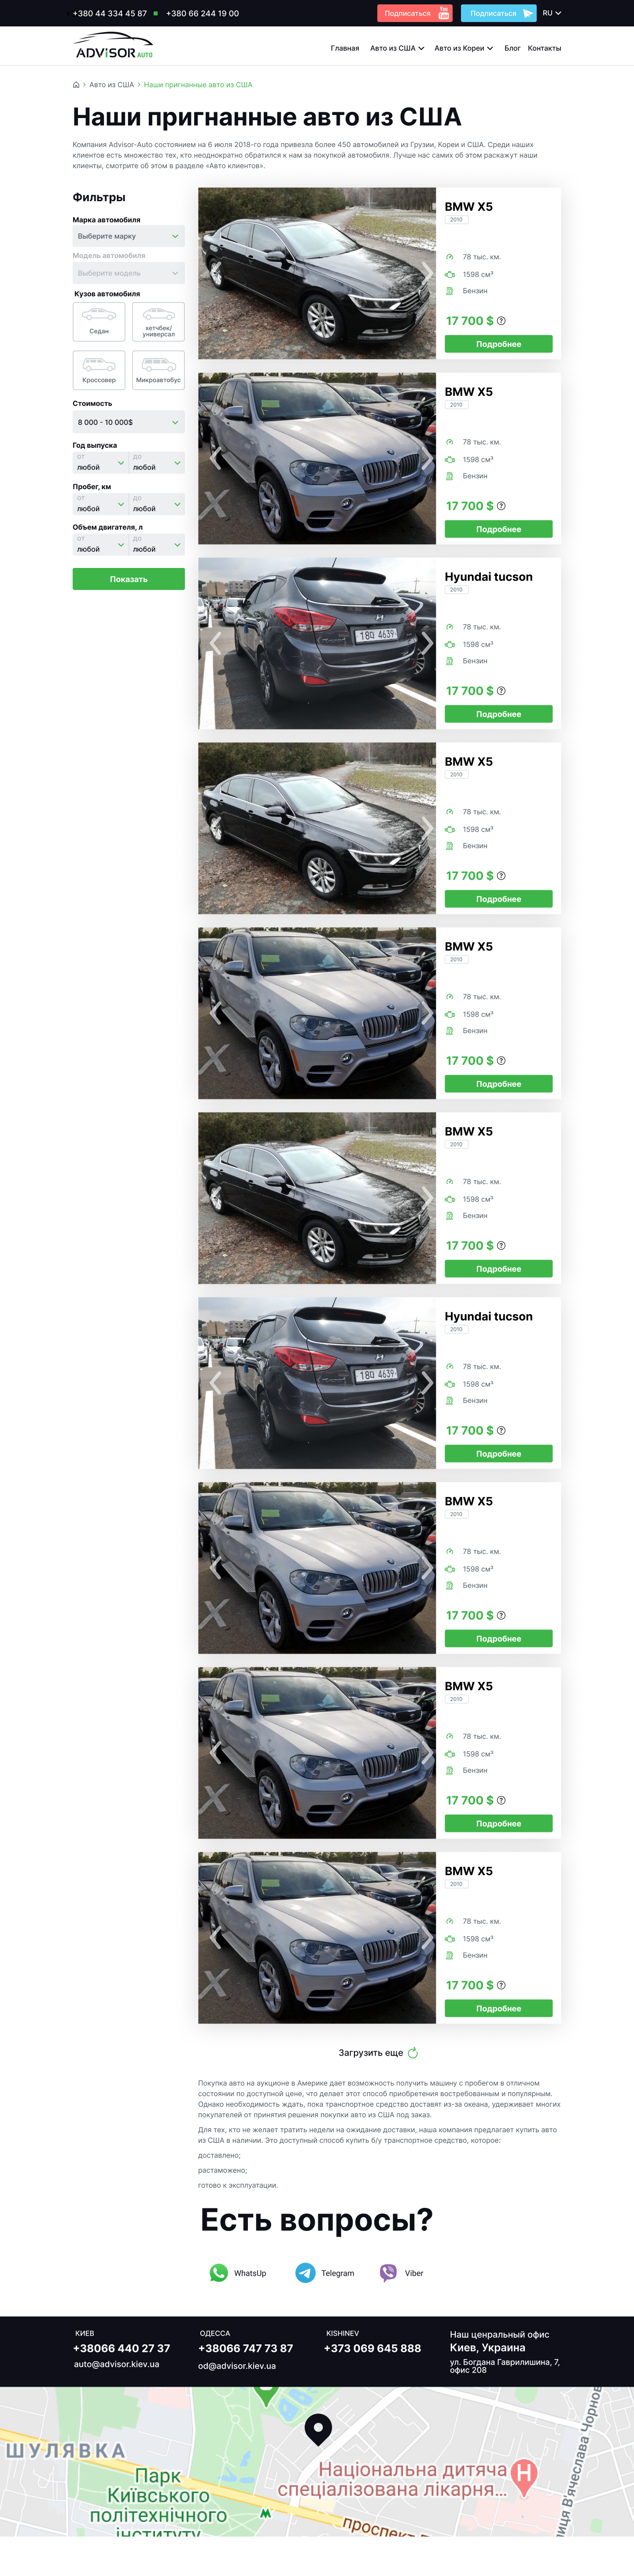 +380 44 334 45 87
+380 66 244 19 00
Подписаться
You Tube
Подписаться
RU
ADVISOR AUTO
Главная
Авто из США
Авто из Кореи
Блог
Контакты
Авто из США
Наши пригнанные авто из США
Наши пригнанные авто из США
Компания Advisor-Auto состоянием на 6 июля 2018-го года привезла более 450 автомобилей из Грузии, Кореи и США. Среди наших
клиентов есть множество тех, кто неоднократно обратился к нам за покупкой автомобиля. Лучше нас самих об этом раскажут наши
клиенты, смотрите об этом в разделе «Авто клиентов».
Фильтры
Марка автомобиля
Выберите марку
Модель автомобиля
Выберите модель
Кузов автомобиля
Седан
хетчбек/
универсал
Кроссовер
Микроавтобус
Стоимость
8 000 - 10 000$
Год выпуска
от
любой
до
любой
Пробег, км
от
любой
до
любой
Объем двигателя, л
от
любой
до
любой
Показать
BMW X5
2010
78 тыс. км.
1598 см³
Бензин
17 700 $ ?
Подробнее
BMW X5
2010
78 тыс. км.
1598 см³
Бензин
17 700 $ ?
Подробнее
18다 4639
Hyundai tucson
2010
78 тыс. км.
1598 см³
Бензин
17 700 $ ?
Подробнее
BMW X5
2010
78 тыс. км.
1598 см³
Бензин
17 700 $ ?
Подробнее
BMW X5
2010
78 тыс. км.
1598 см³
Бензин
17 700 $ ?
Подробнее
BMW X5
2010
78 тыс. км.
1598 см³
Бензин
17 700 $ ?
Подробнее
18다 4639
Hyundai tucson
2010
78 тыс. км.
1598 см³
Бензин
17 700 $ ?
Подробнее
BMW X5
2010
78 тыс. км.
1598 см³
Бензин
17 700 $ ?
Подробнее
BMW X5
2010
78 тыс. км.
1598 см³
Бензин
17 700 $ ?
Подробнее
BMW X5
2010
78 тыс. км.
1598 см³
Бензин
17 700 $ ?
Подробнее
Загрузить еще
Покупка авто на аукционе в Америке дает возможность получить машину с пробегом в отличном
состоянии по доступной цене, что делает этот способ приобретения востребованным и популярным.
Однако необходимость ждать, пока транспортное средство доставят из-за океана, удерживает многих
покупателей от принятия решения покупки авто из США под заказ.
Для тех, кто не желает тратить недели на ожидание доставки, наша компания предлагает купить авто
из США в наличии. Это доступный способ купить б/у транспортное средство, которое:
доставлено;
растаможено;
готово к эксплуатации.
Есть вопросы?
WhatsUp
Telegram
Viber
КИЕВ
+38066 440 27 37
auto@advisor.kiev.ua
ОДЕССА
+38066 747 73 87
od@advisor.kiev.ua
KISHINEV
+373 069 645 888
Наш ценральный офис
Киев, Украина
ул. Богдана Гаврилишина, 7,
офис 208
ШУЛЯВКА
Парк
Київського
політехнічного
інституту
Національна дитяча
спеціалізована лікарня...
H
проспект
лиця В'ячеслава Чорнов